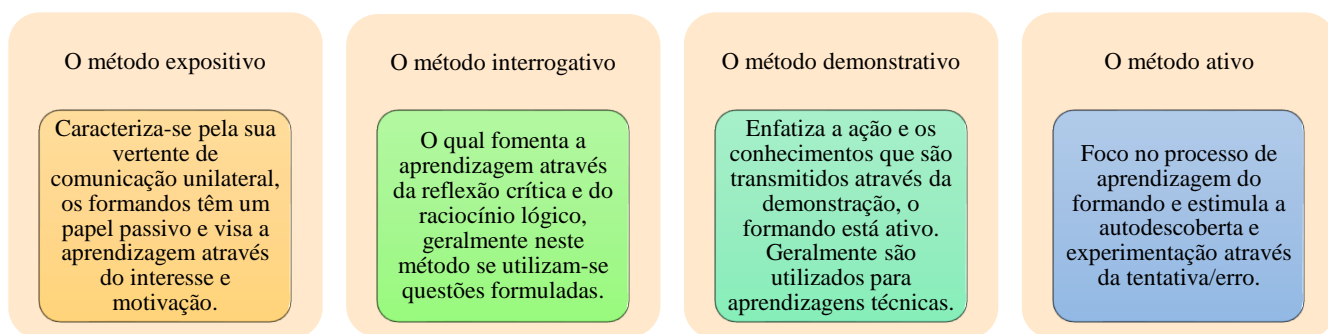 O método expositivo
Caracteriza-se pela sua
vertente de
comunicação unilateral,
os formandos têm um
papel passivo e visa a
aprendizagem através
do interesse e
motivação.
O método interrogativo
O qual fomenta a
aprendizagem através
da reflexão crítica e do
raciocínio lógico,
geralmente neste
método se utilizam-se
questões formuladas.
O método demonstrativo
Enfatiza a ação e os
conhecimentos que são
transmitidos através da
demonstração, o
formando está ativo.
Geralmente são
utilizados para
aprendizagens técnicas.
O método ativo
Foco no processo de
aprendizagem do
formando e estimula a
autodescoberta e
experimentação através
da tentativa/erro.